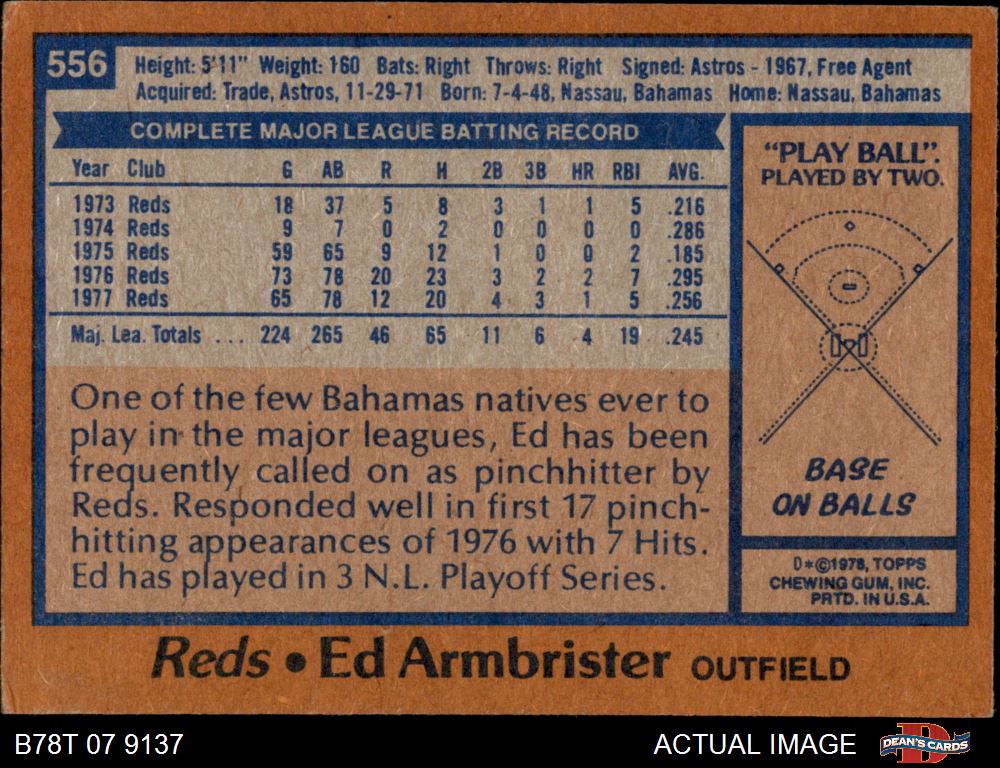 556
Height: 5'11" Weight: 160 Bats: Right Throws: Right Signed: Astros - 1967, Free Agent
Acquired: Trade, Astros, 11-29-71 Born: 7-4-48, Nassau, Bahamas Home: Nassau, Bahamas
COMPLETE MAJOR LEAGUE BATTING RECORD
Year Club G AB R H 2B 3B HR RBI AVG.
1973 Reds 18 37 5 8 3 1 1 5 .216
1974 Reds 9 7 0 2 0 0 0 0 .286
1975 Reds 59 65 9 12 1 0 0 2 .185
1976 Reds 73 78 20 23 3 2 2 7 .295
1977 Reds 65 78 12 20 4 3 1 5 .256
Maj. Lea. Totals ... 224 265 46 65 11 6 4 19 .245
One of the few Bahamas natives ever to
play in the major leagues, Ed has been
frequently called on as pinchhitter by
Reds. Responded well in first 17 pinch-
hitting appearances of 1976 with 7 Hits.
Ed has played in 3 N.L. Playoff Series.
"PLAY BALL".
PLAYED BY TWO.
BASE
ON BALLS
D*©1978, TOPPS
CHEWING GUM, INC.
PRTD. IN U.S.A.
Reds • Ed Armbrister OUTFIELD
B78T 07 9137
ACTUAL IMAGE
DEAN'S CARDS